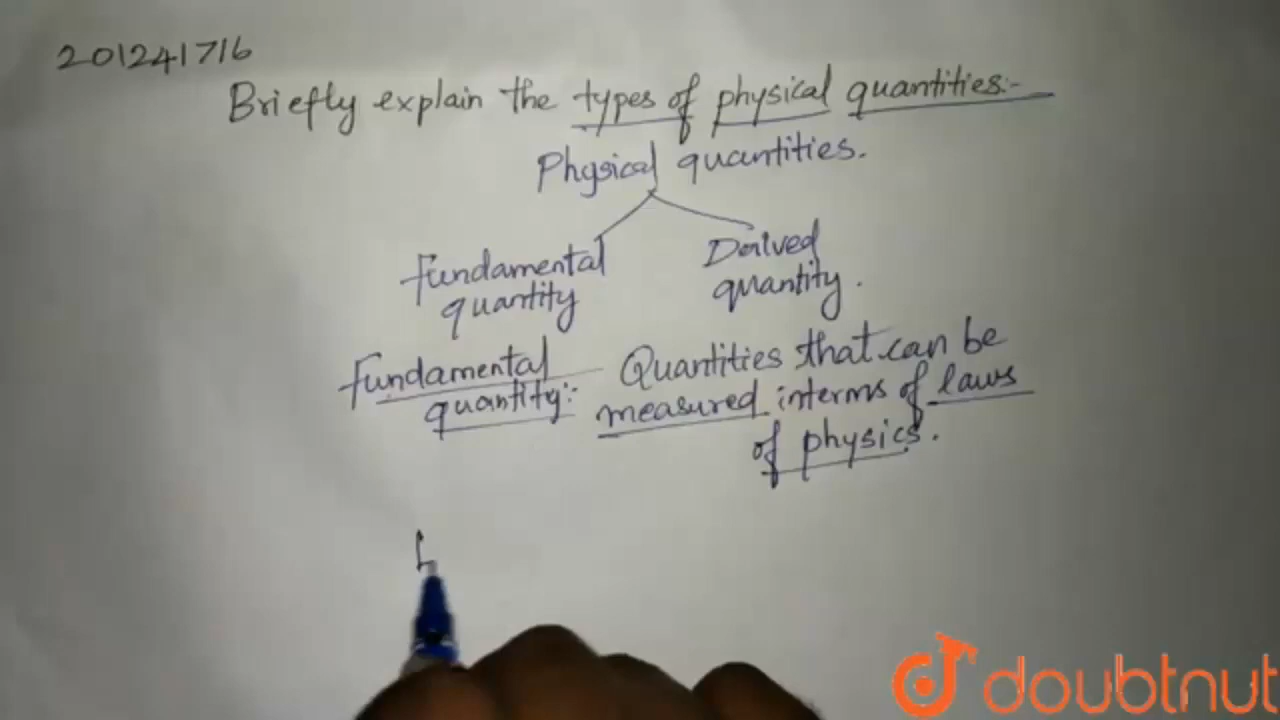 201241716
Briefly explain the types of physical quantities:-
Physical quantities.
Fundamental
quantity
Derived
quantity.
Fundamental
quantity:-
Quantities that can be
measured interms of laws
of physics.
doubtnut